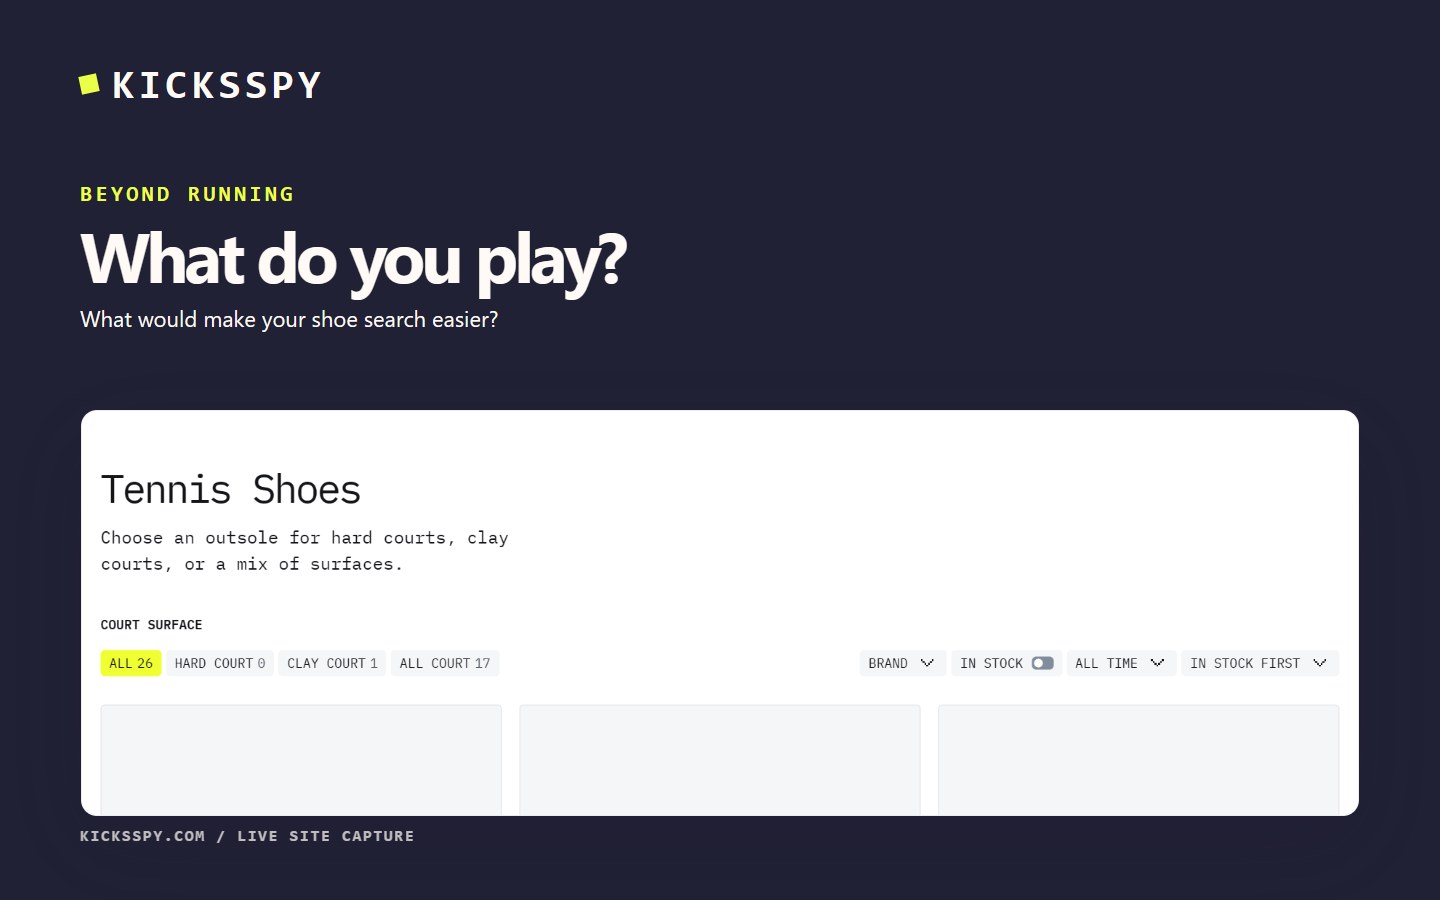 KICKSSPY
BEYOND RUNNING
What do you play?
What would make your shoe search easier?
Tennis Shoes
Choose an outsole for hard courts, clay
courts, or a mix of surfaces.
COURT SURFACE
ALL 26 HARD COURT 0 CLAY COURT 1 ALL COURT 17 BRAND IN STOCK ALL TIME IN STOCK FIRST
KICKSSPY.COM / LIVE SITE CAPTURE